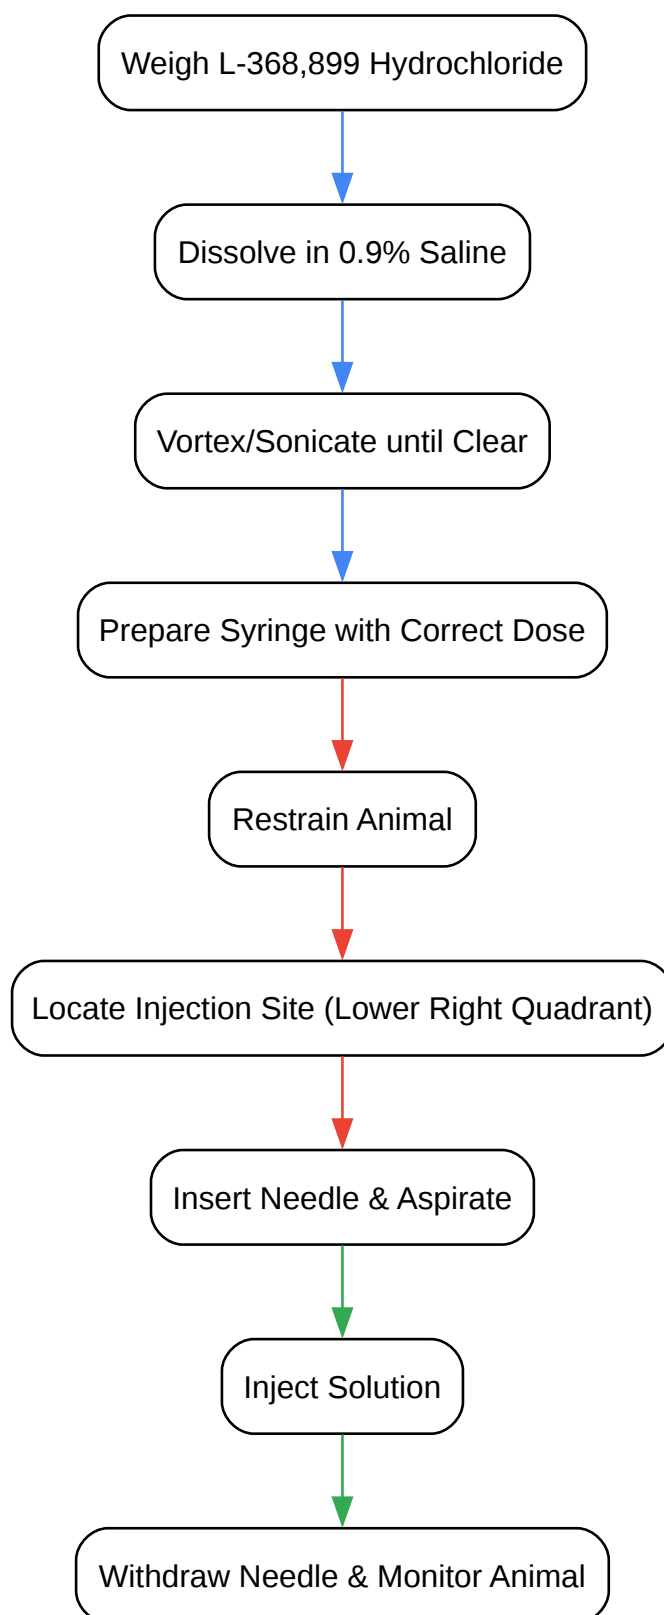 Weigh L-368,899 Hydrochloride
Dissolve in 0.9% Saline
Vortex/Sonicate until Clear
Prepare Syringe with Correct Dose
Restrain Animal
Locate Injection Site (Lower Right Quadrant)
Insert Needle & Aspirate
Inject Solution
Withdraw Needle & Monitor Animal